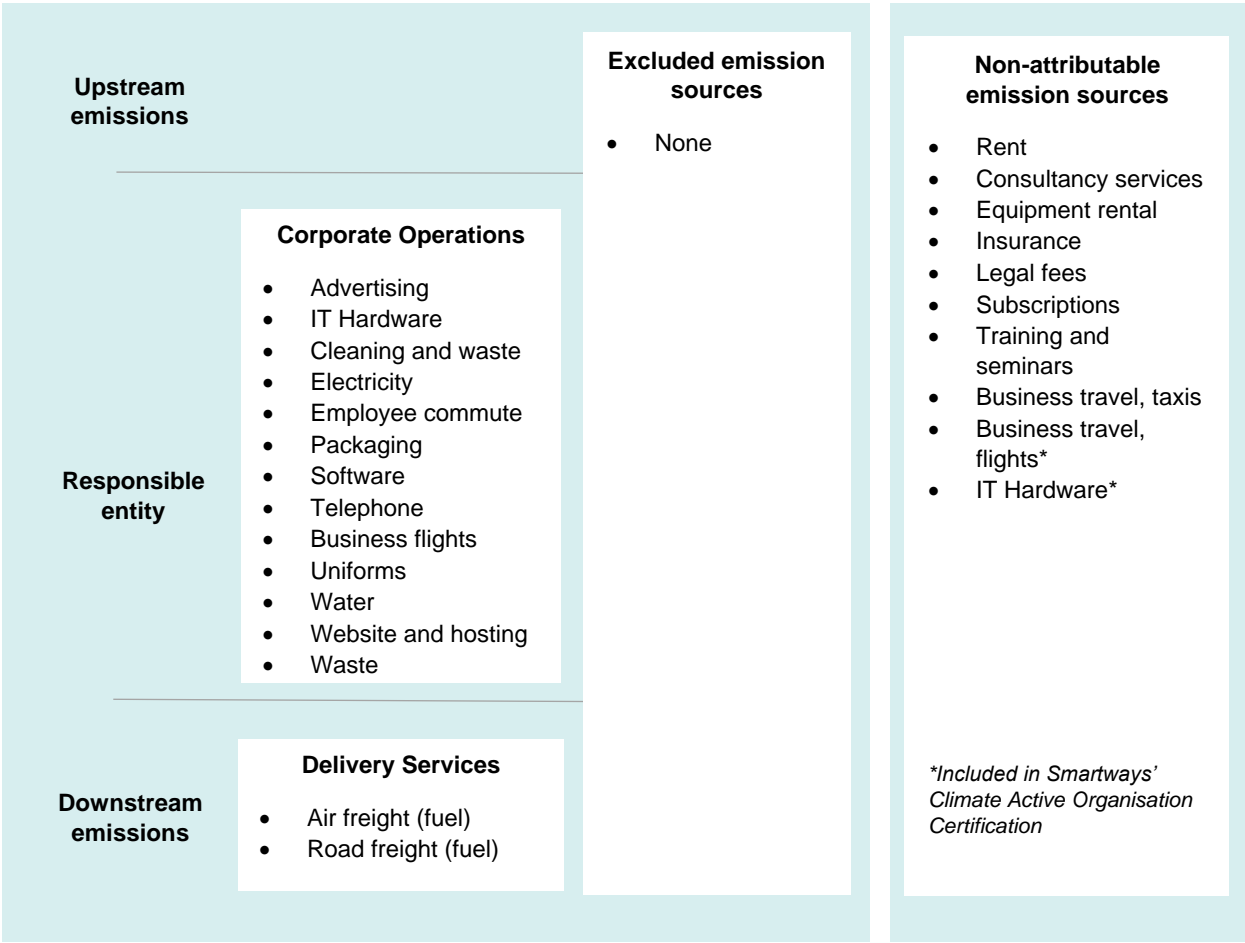 Upstream
emissions
Excluded emission
sources
• None
Corporate Operations
• Advertising
• IT Hardware
• Cleaning and waste
• Electricity
• Employee commute
• Packaging
• Software
• Telephone
• Business flights
• Uniforms
• Water
• Website and hosting
• Waste
Responsible
entity
Delivery Services
• Air freight (fuel)
• Road freight (fuel)
Downstream
emissions
Non-attributable
emission sources
• Rent
• Consultancy services
• Equipment rental
• Insurance
• Legal fees
• Subscriptions
• Training and
seminars
• Business travel, taxis
• Business travel,
flights*
• IT Hardware*
*Included in Smartways’
Climate Active Organisation
Certification